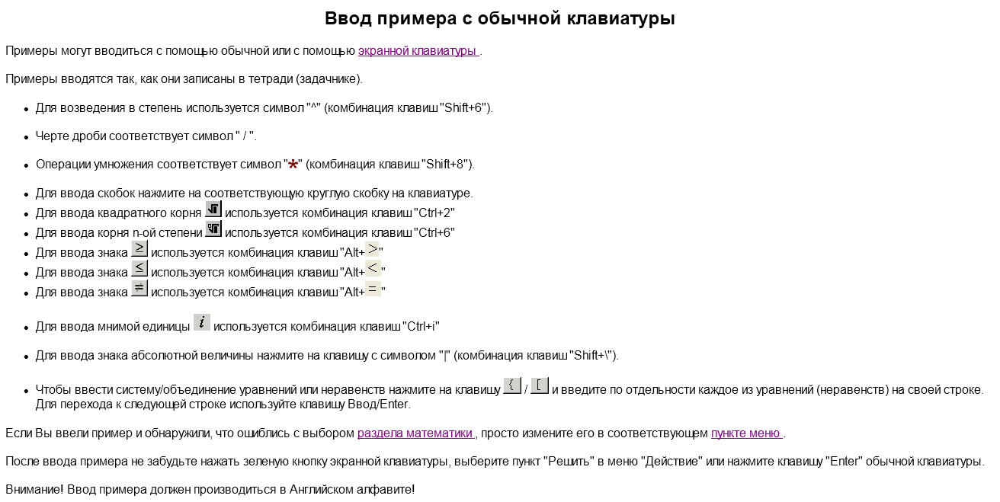 Ввод примера с обычной клавиатуры
Примеры могут вводиться с помощью обычной или с помощью экранной клавиатуры .
Примеры вводятся так, как они записаны в тетради (задачнике).
• Для возведения в степень используется символ "^" (комбинация клавиш "Shift+6").
• Черте дроби соответствует символ " / ".
• Операции умножения соответствует символ "*" (комбинация клавиш "Shift+8").
• Для ввода скобок нажмите на соответствующую круглую скобку на клавиатуре.
• Для ввода квадратного корня √ используется комбинация клавиш "Ctrl+2"
• Для ввода корня n-ой степени ⁿ√ используется комбинация клавиш "Ctrl+6"
• Для ввода знака ≥ используется комбинация клавиш "Alt+>"
• Для ввода знака ≤ используется комбинация клавиш "Alt+<"
• Для ввода знака ≠ используется комбинация клавиш "Alt+="
• Для ввода мнимой единицы i используется комбинация клавиш "Ctrl+i"
• Для ввода знака абсолютной величины нажмите на клавишу с символом "|" (комбинация клавиш "Shift+\").
• Чтобы ввести систему/объединение уравнений или неравенств нажмите на клавишу { / [ и введите по отдельности каждое из уравнений (неравенств) на своей строке.
Для перехода к следующей строке используйте клавишу Ввод/Enter.
Если Вы ввели пример и обнаружили, что ошиблись с выбором раздела математики , просто измените его в соответствующем пункте меню .
После ввода примера не забудьте нажать зеленую кнопку экранной клавиатуры, выберите пункт "Решить" в меню "Действие" или нажмите клавишу "Enter" обычной клавиатуры.
Внимание! Ввод примера должен производиться в Английском алфавите!